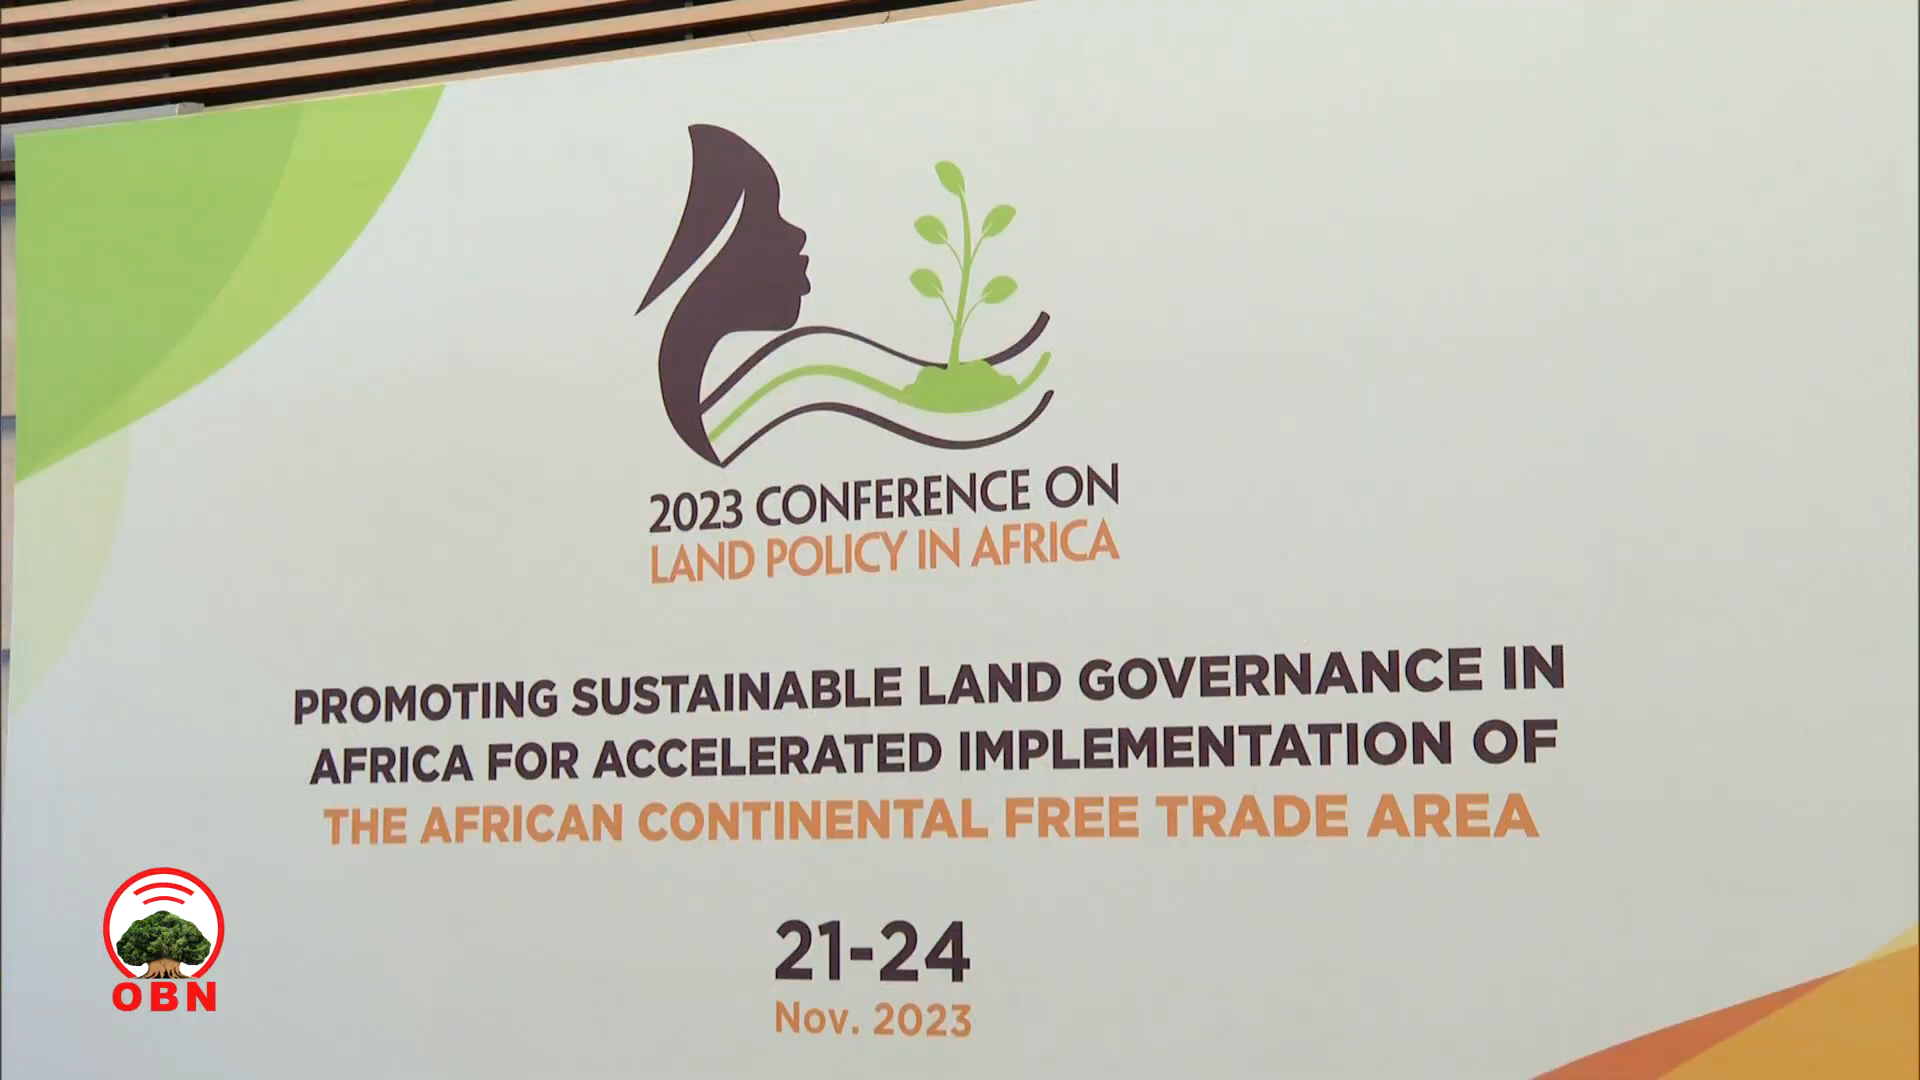 2023 CONFERENCE ON
LAND POLICY IN AFRICA
PROMOTING SUSTAINABLE LAND GOVERNANCE IN
AFRICA FOR ACCELERATED IMPLEMENTATION OF
THE AFRICAN CONTINENTAL FREE TRADE AREA
21-24
Nov. 2023
OBN